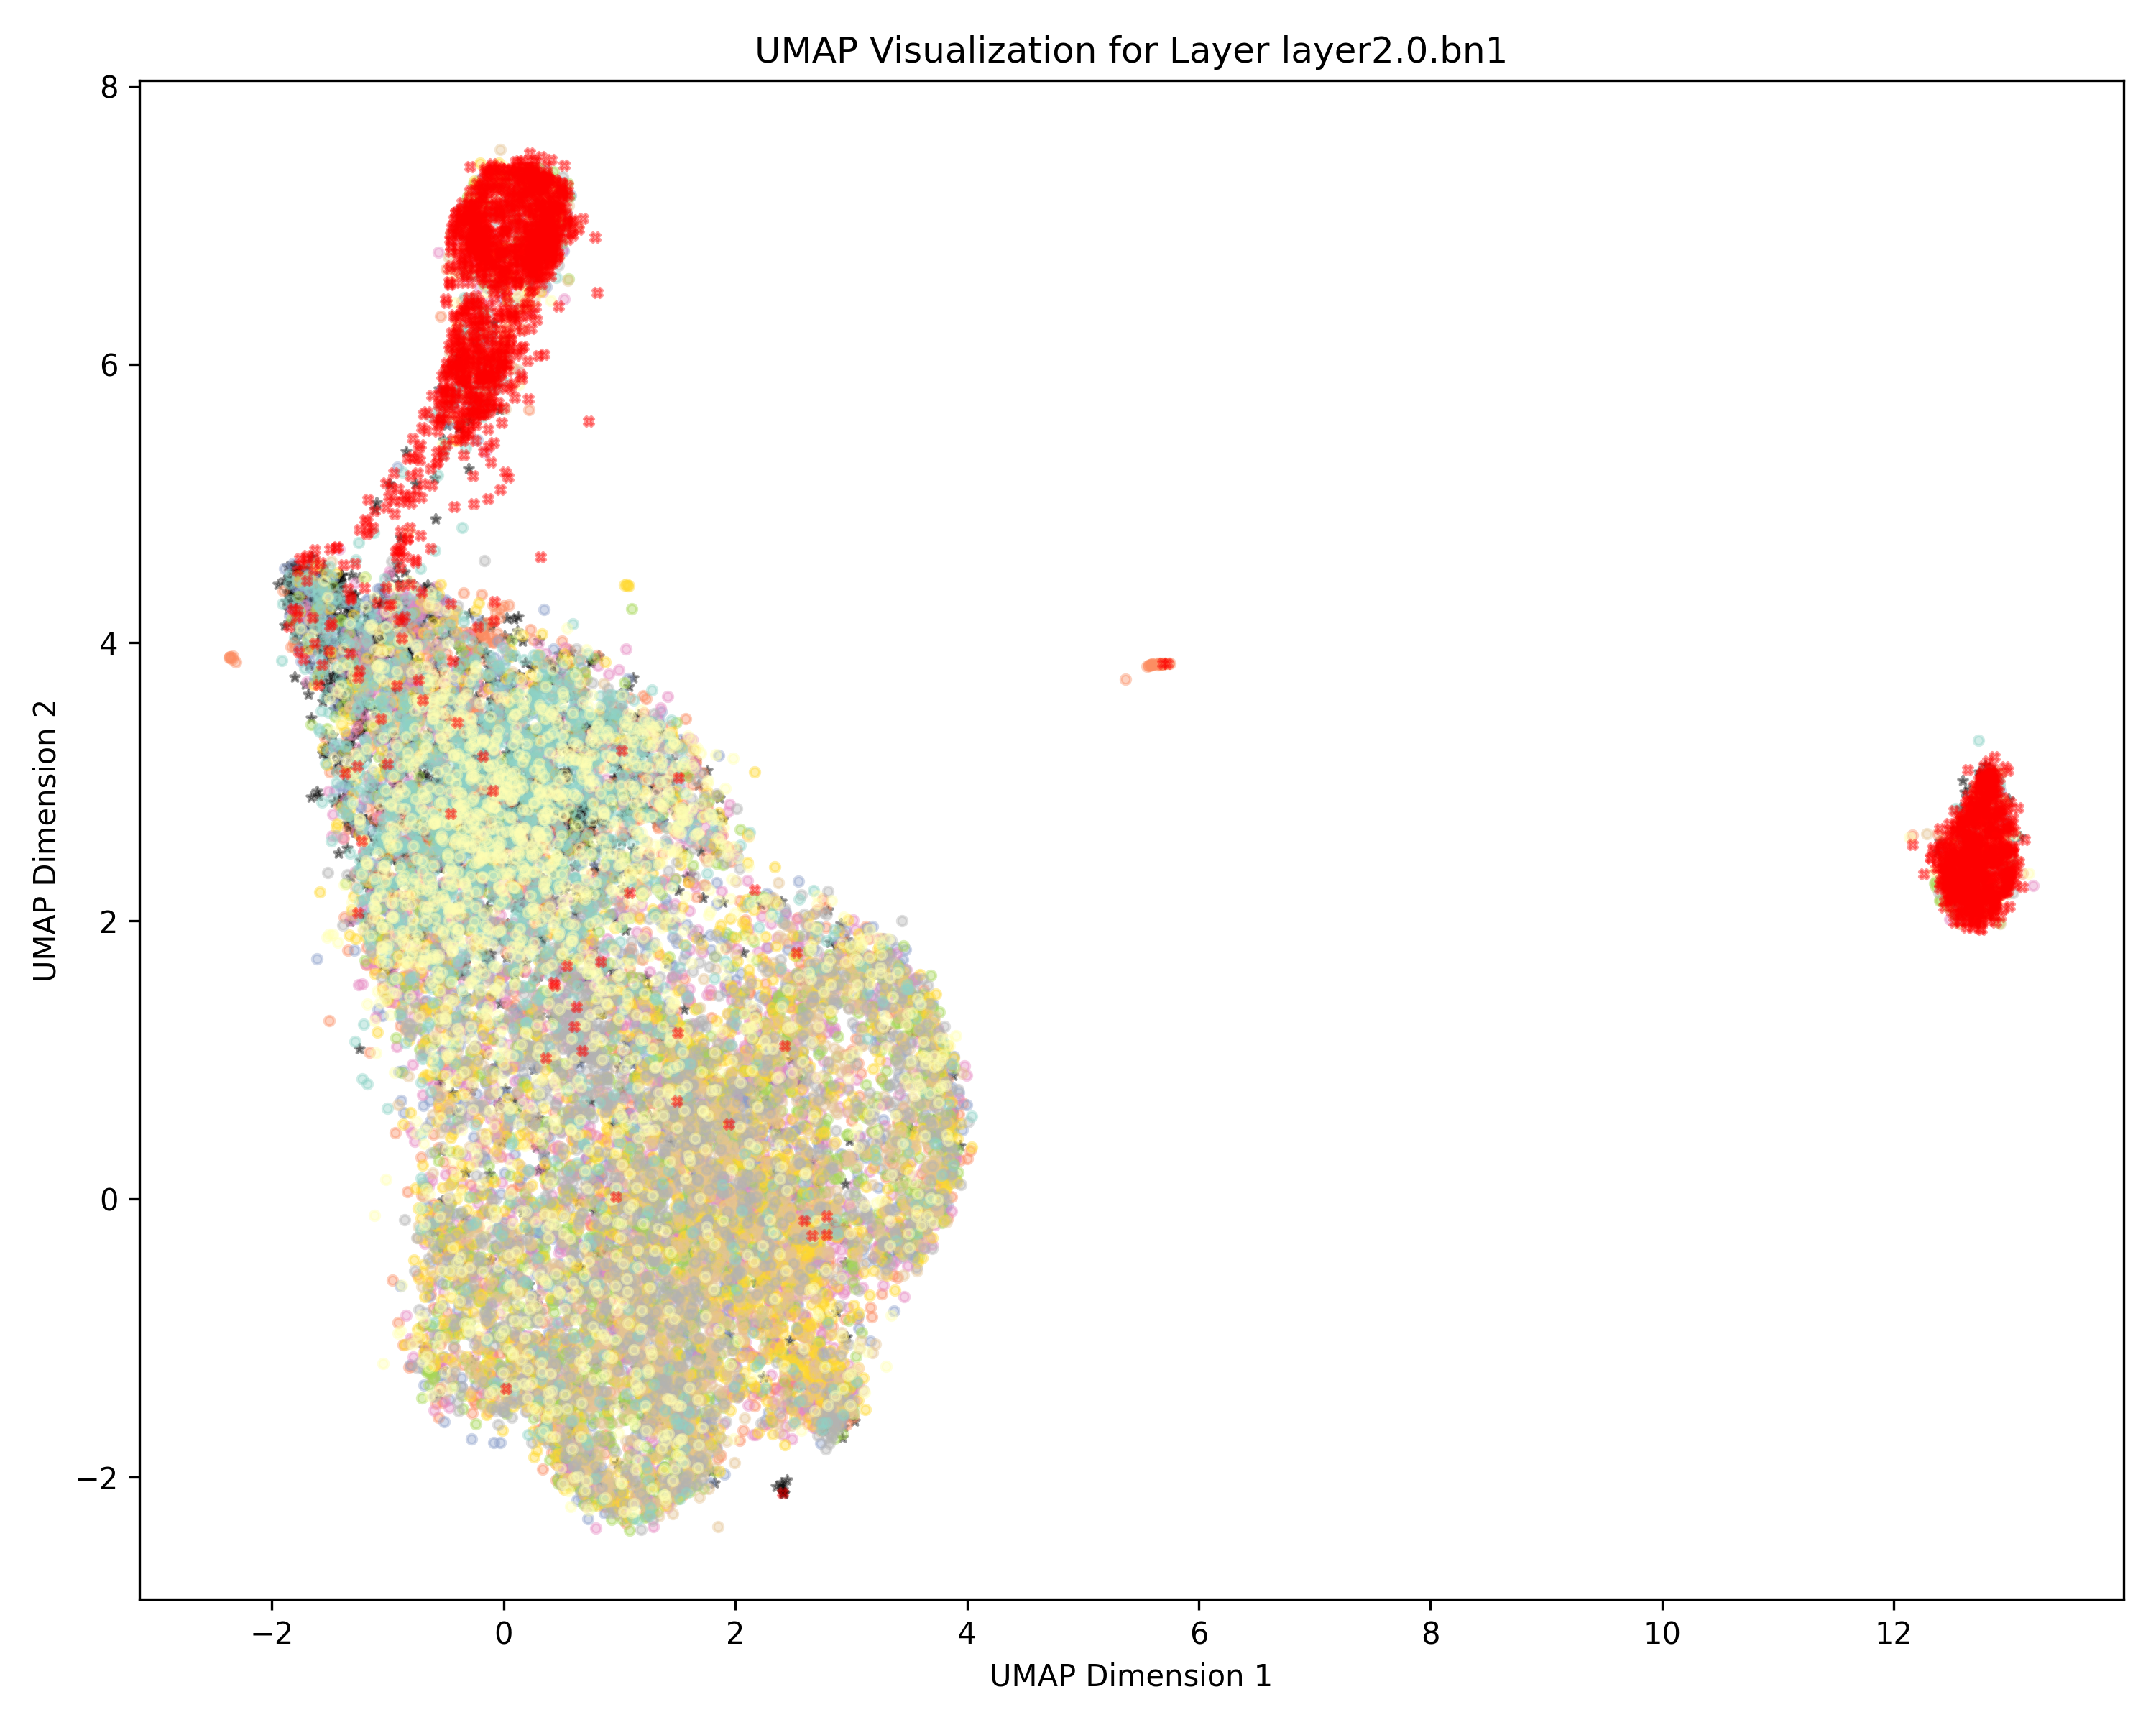 UMAP Visualization for Layer layer2.0.bn1
8
6
4
2
0
−2
UMAP Dimension 2
−2 0 2 4 6 8 10 12
UMAP Dimension 1